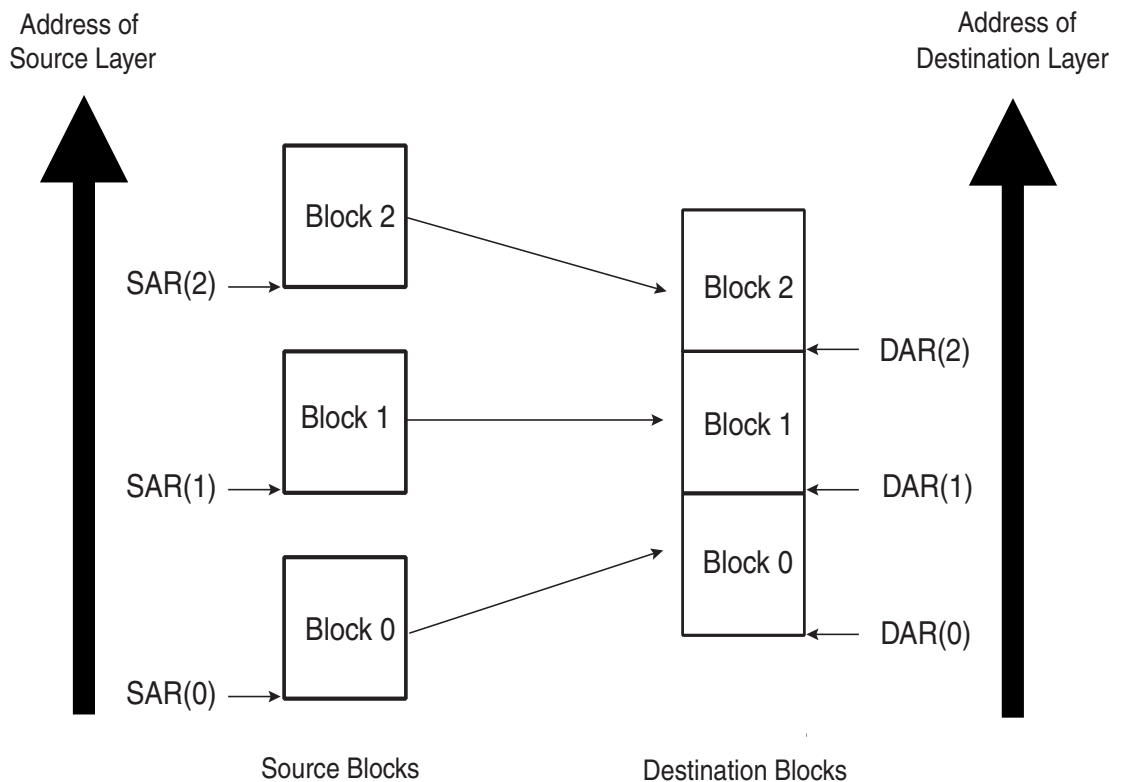 Address of
Source Layer
Address of
Destination Layer
Block 2
SAR(2)
Block 2
DAR(2)
Block 1
Block 1
SAR(1)
DAR(1)
Block 0
Block 0
DAR(0)
SAR(0)
Source Blocks
Destination Blocks